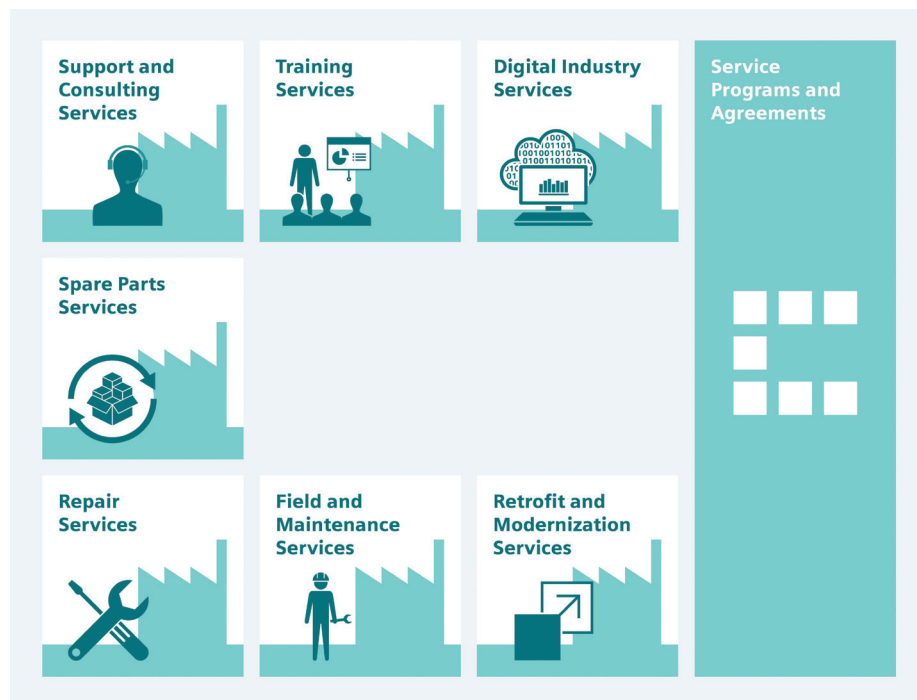 Support and
Consulting
Services
Training
Services
Digital Industry
Services
Service
Programs and
Agreements
Spare Parts
Services
Repair
Services
Field and
Maintenance
Services
Retrofit and
Modernization
Services